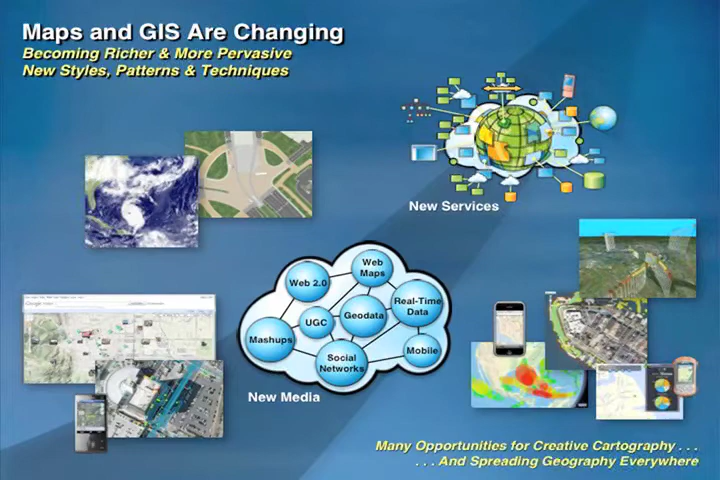 Maps and GIS Are Changing
Becoming Richer & More Pervasive
New Styles, Patterns & Techniques
New Services
Web 2.0
Web
Maps
Real-Time
Data
UGC
Geodata
Mashups
Social
Networks
Mobile
New Media
Google
Many Opportunities for Creative Cartography . . .
. . . And Spreading Geography Everywhere